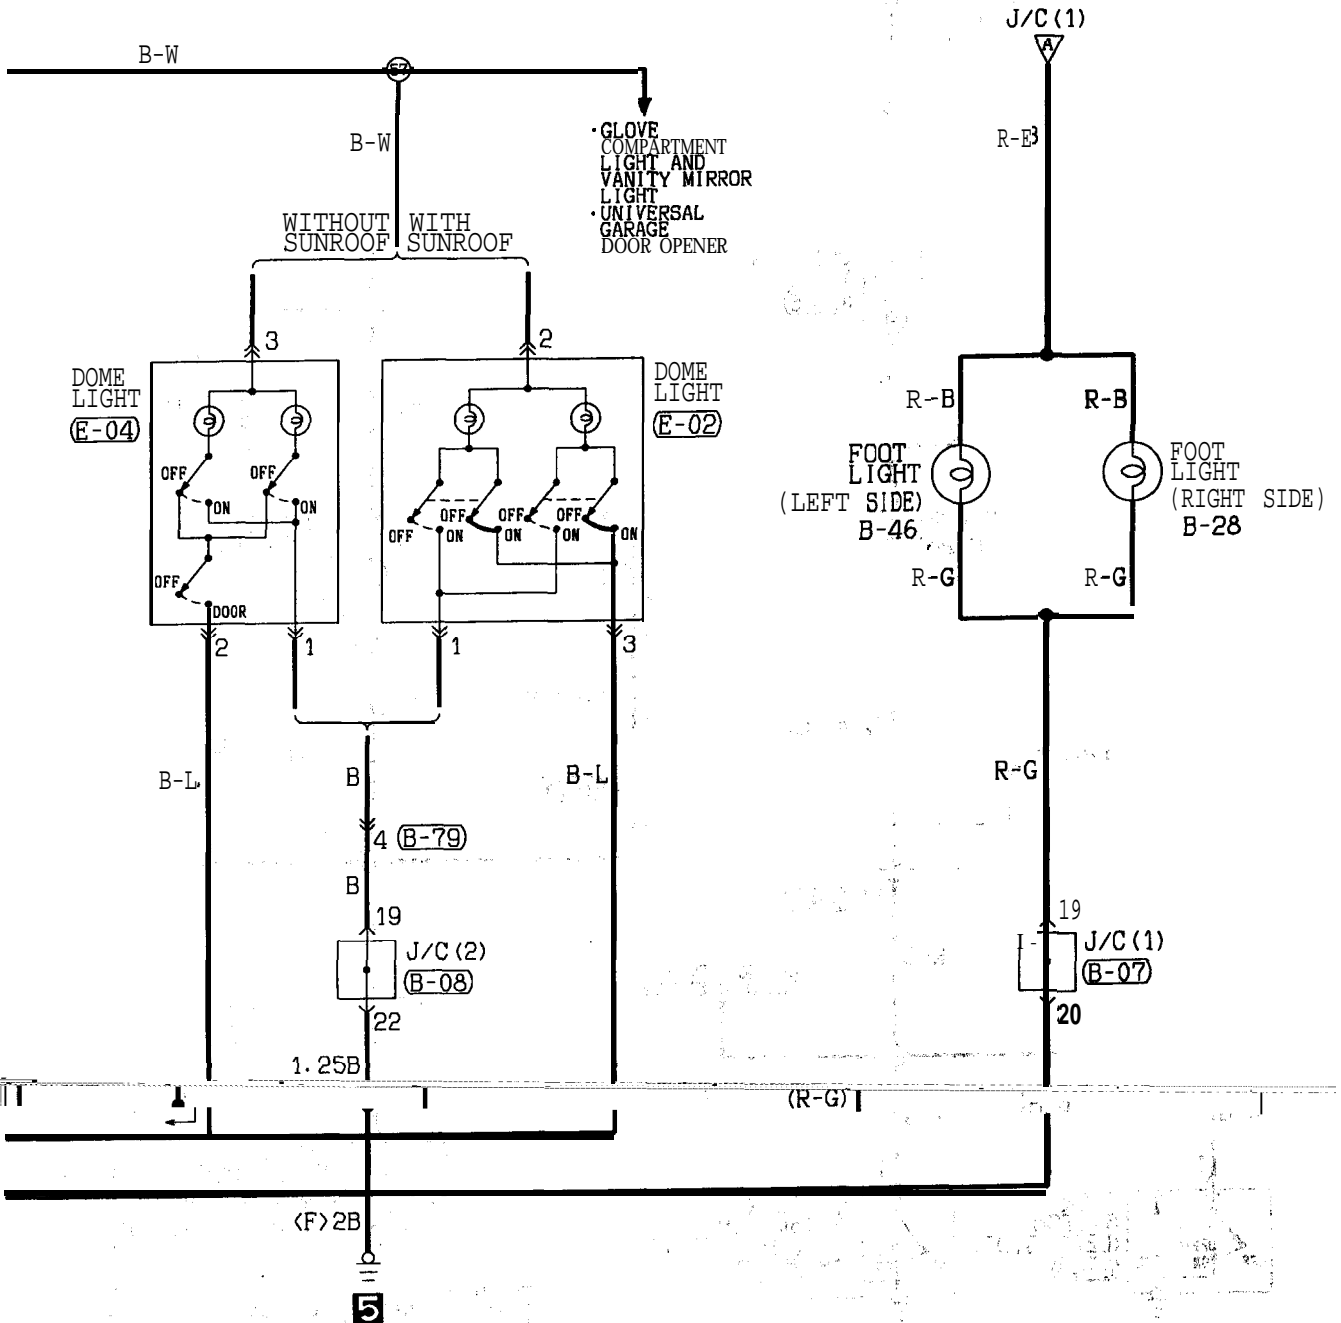 J/C(1)
A
B-W
57
B-W
R-B
·GLOVE
COMPARTMENT
LIGHT AND
VANITY MIRROR
LIGHT
·UNIVERSAL
GARAGE
DOOR OPENER
WITHOUT
SUNROOF
WITH
SUNROOF
3
2
DOME
LIGHT
(E-04)
DOME
LIGHT
(E-02)
OFF
OFF
ON
ON
OFF
DOOR
OFF
OFF
ON
OFF
ON
OFF
ON
ON
2
1
1
3
R-B
R-B
FOOT
LIGHT
(LEFT SIDE)
B-46
FOOT
LIGHT
(RIGHT SIDE)
B-28
R-G
R-G
B-L
B
B-L
R-G
4 (B-79)
B
19
J/C(2)
(B-08)
22
19
J/C(1)
(B-07)
20
1.25B
(R-G)
<F>2B
5